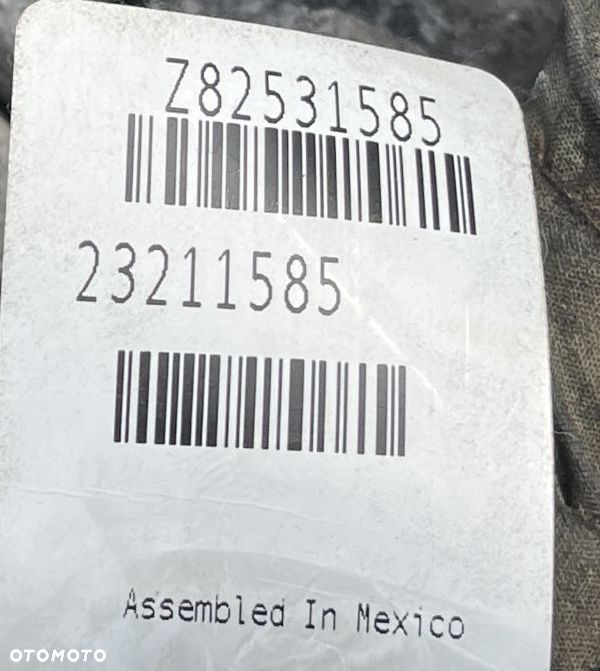 Z82531585
23211585
Assembled In Mexico
OTOMOTO